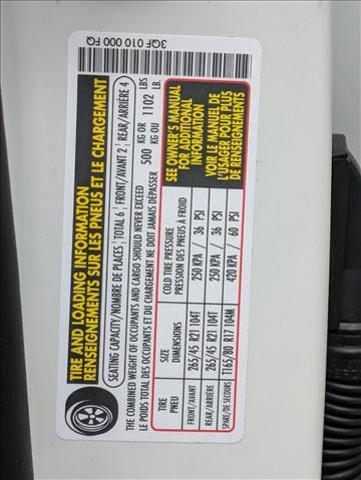 3QF 010 000 FQ
TIRE AND LOADING INFORMATION
RENSEIGNEMENTS SUR LES PNEUS ET LE CHARGEMENT
SEATING CAPACITY/NOMBRE DE PLACES TOTAL 6 FRONT/AVANT 2 REAR/ARRIÈRE 4
THE COMBINED WEIGHT OF OCCUPANTS AND CARGO SHOULD NEVER EXCEED 500 KG OR 1102 LBS
LE POIDS TOTAL DES OCCUPANTS ET DU CHARGEMENT NE DOIT JAMAIS DÉPASSER KG OU LB.
TIRE SIZE COLD TIRE PRESSURE
PNEU DIMENSIONS PRESSION DES PNEUS À FROID
FRONT/AVANT 265/45 R21 104T 250 KPA / 36 PSI
REAR/ARRIÈRE 265/45 R21 104T 250 KPA / 36 PSI
SPARE/DE SECOURS T165/80 R17 104M 420 KPA / 60 PSI
SEE OWNER'S MANUAL
FOR ADDITIONAL
INFORMATION
VOIR LE MANUEL DE
L'USAGER POUR PLUS
DE RENSEIGNEMENTS